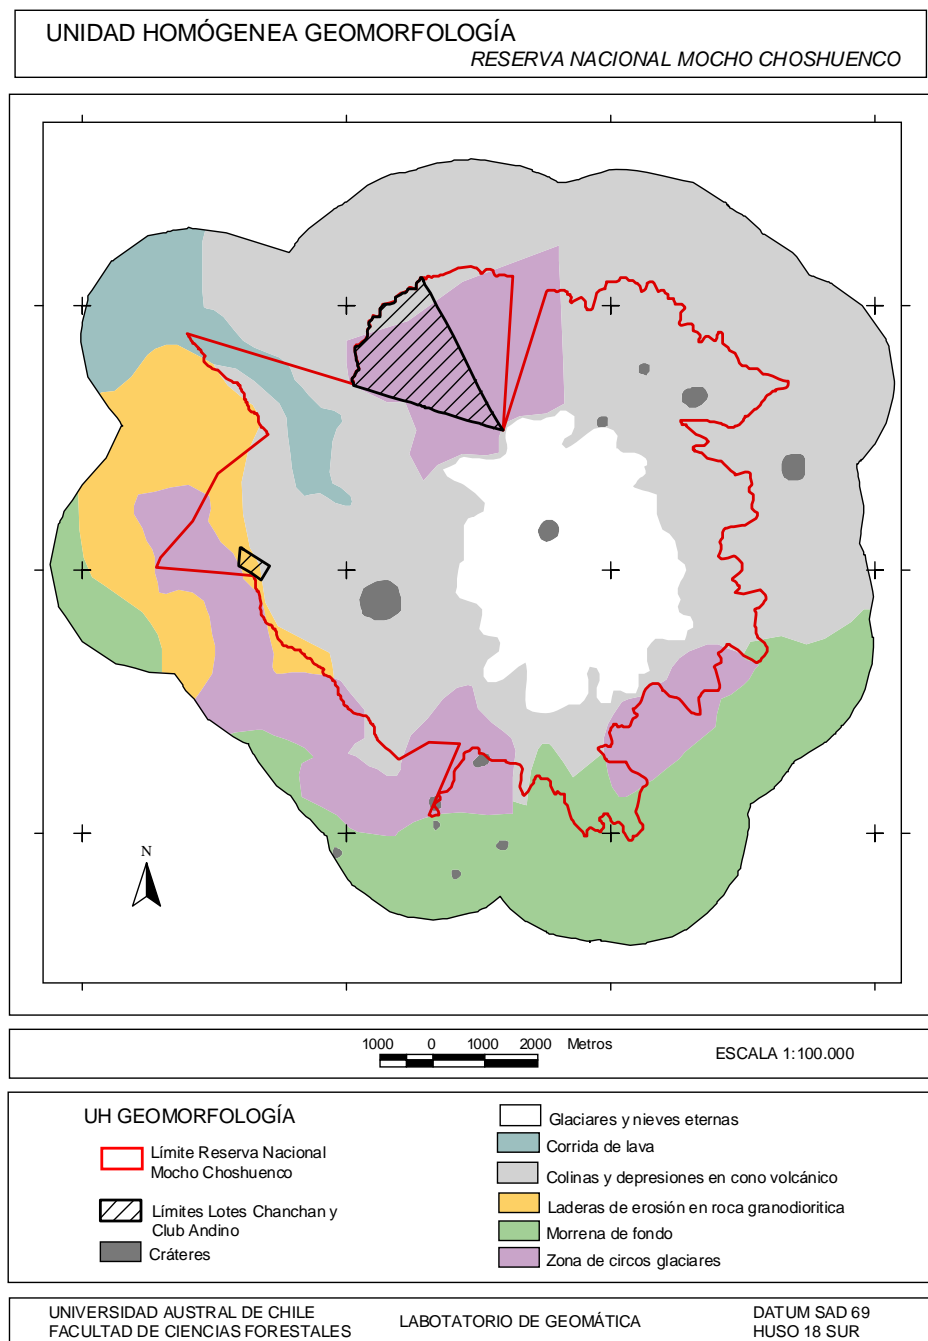 UNIDAD HOMÓGENEA GEOMORFOLOGÍA
RESERVA NACIONAL MOCHO CHOSHUENCO
N
1000 0 1000 2000 Metros
ESCALA 1:100.000
UH GEOMORFOLOGÍA
Límite Reserva Nacional
Mocho Choshuenco
Límites Lotes Chanchan y
Club Andino
Cráteres
Glaciares y nieves eternas
Corrida de lava
Colinas y depresiones en cono volcánico
Laderas de erosión en roca granodioritica
Morrena de fondo
Zona de circos glaciares
UNIVERSIDAD AUSTRAL DE CHILE
FACULTAD DE CIENCIAS FORESTALES
LABOTATORIO DE GEOMÁTICA
DATUM SAD 69
HUSO 18 SUR